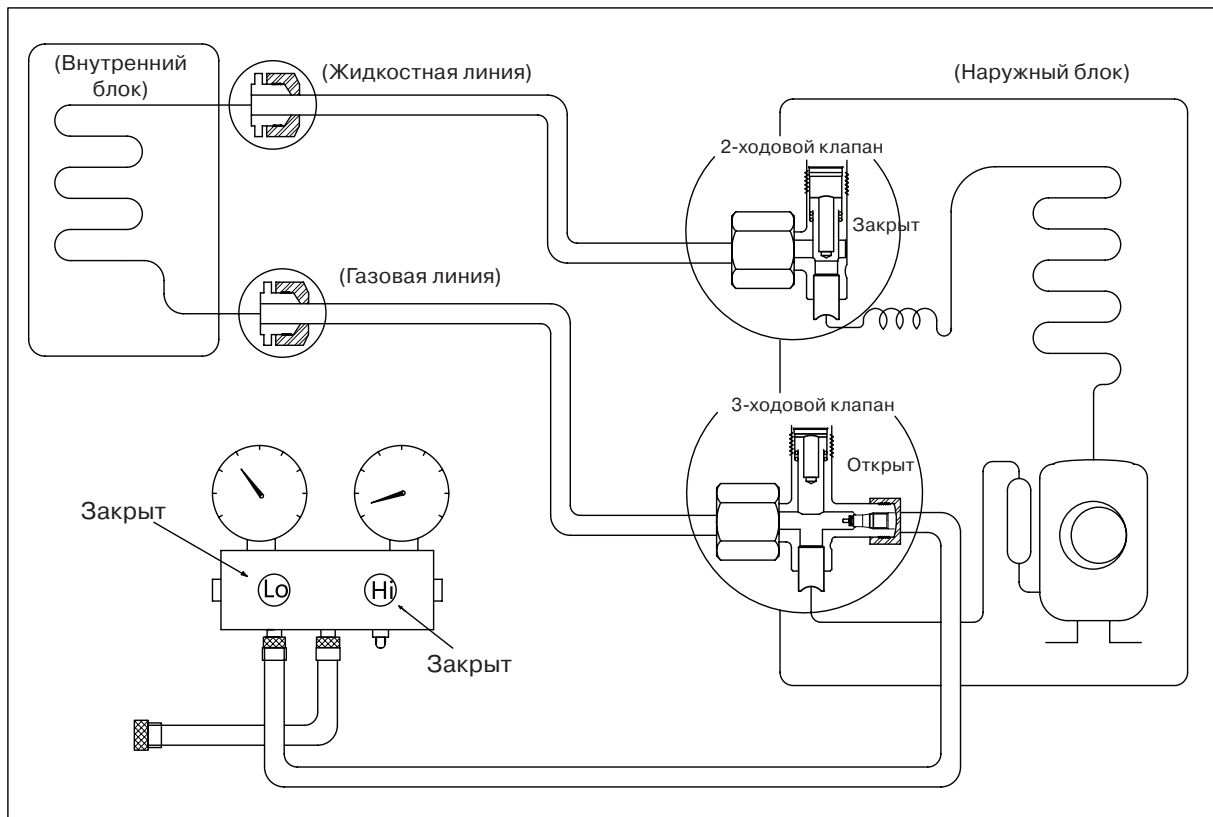 (Внутренний
блок)
(Жидкостная линия)
(Наружный блок)
2-ходовой клапан
Закрыт
(Газовая линия)
3-ходовой клапан
Открыт
Закрыт
Lo
Hi
Закрыт